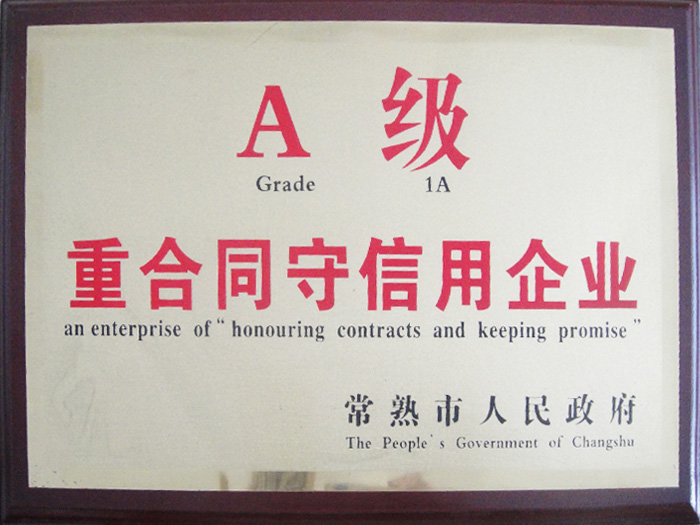 A 级
Grade 1A
重合同守信用企业
an enterprise of "honouring contracts and keeping promise"
常熟市人民政府
The People's Government of Changshu